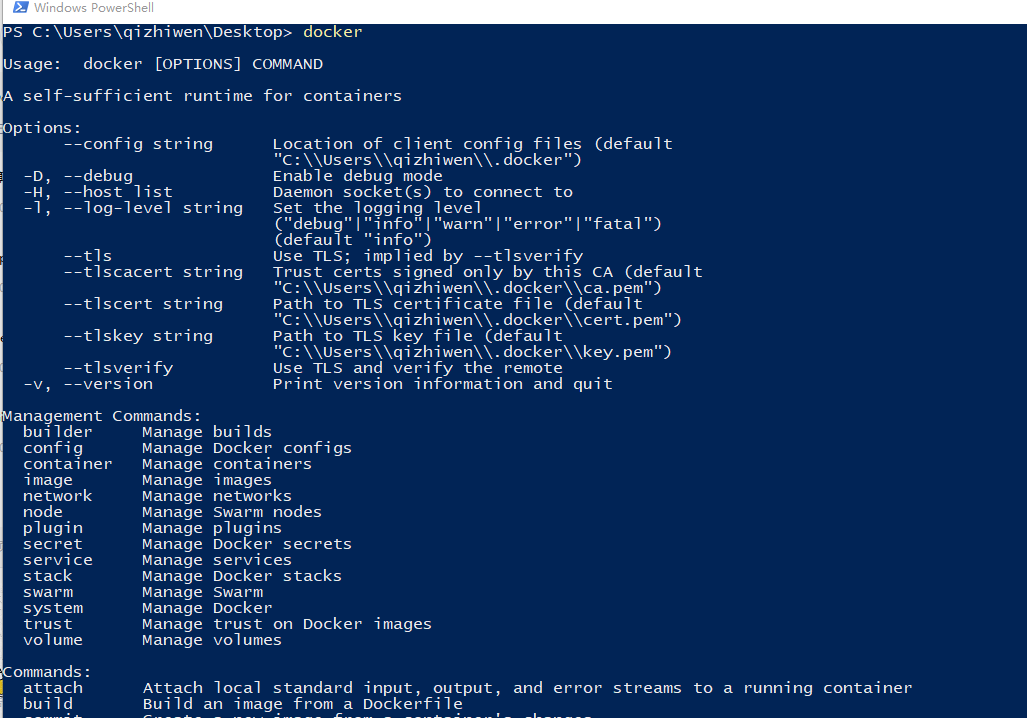 Windows PowerShell
PS C:\Users\qizhiwen\Desktop> docker
Usage:  docker [OPTIONS] COMMAND
A self-sufficient runtime for containers
Options:
      --config string      Location of client config files (default
                           "C:\\Users\\qizhiwen\\.docker")
  -D, --debug              Enable debug mode
  -H, --host list          Daemon socket(s) to connect to
  -l, --log-level string   Set the logging level
                           ("debug"|"info"|"warn"|"error"|"fatal")
                           (default "info")
      --tls                Use TLS; implied by --tlsverify
      --tlscacert string   Trust certs signed only by this CA (default
                           "C:\\Users\\qizhiwen\\.docker\\ca.pem")
      --tlscert string     Path to TLS certificate file (default
                           "C:\\Users\\qizhiwen\\.docker\\cert.pem")
      --tlskey string      Path to TLS key file (default
                           "C:\\Users\\qizhiwen\\.docker\\key.pem")
      --tlsverify          Use TLS and verify the remote
  -v, --version            Print version information and quit
Management Commands:
  builder     Manage builds
  config      Manage Docker configs
  container   Manage containers
  image       Manage images
  network     Manage networks
  node        Manage Swarm nodes
  plugin      Manage plugins
  secret      Manage Docker secrets
  service     Manage services
  stack       Manage Docker stacks
  swarm       Manage Swarm
  system      Manage Docker
  trust       Manage trust on Docker images
  volume      Manage volumes
Commands:
  attach      Attach local standard input, output, and error streams to a running container
  build       Build an image from a Dockerfile
  commit      Create a new image from a container's changes